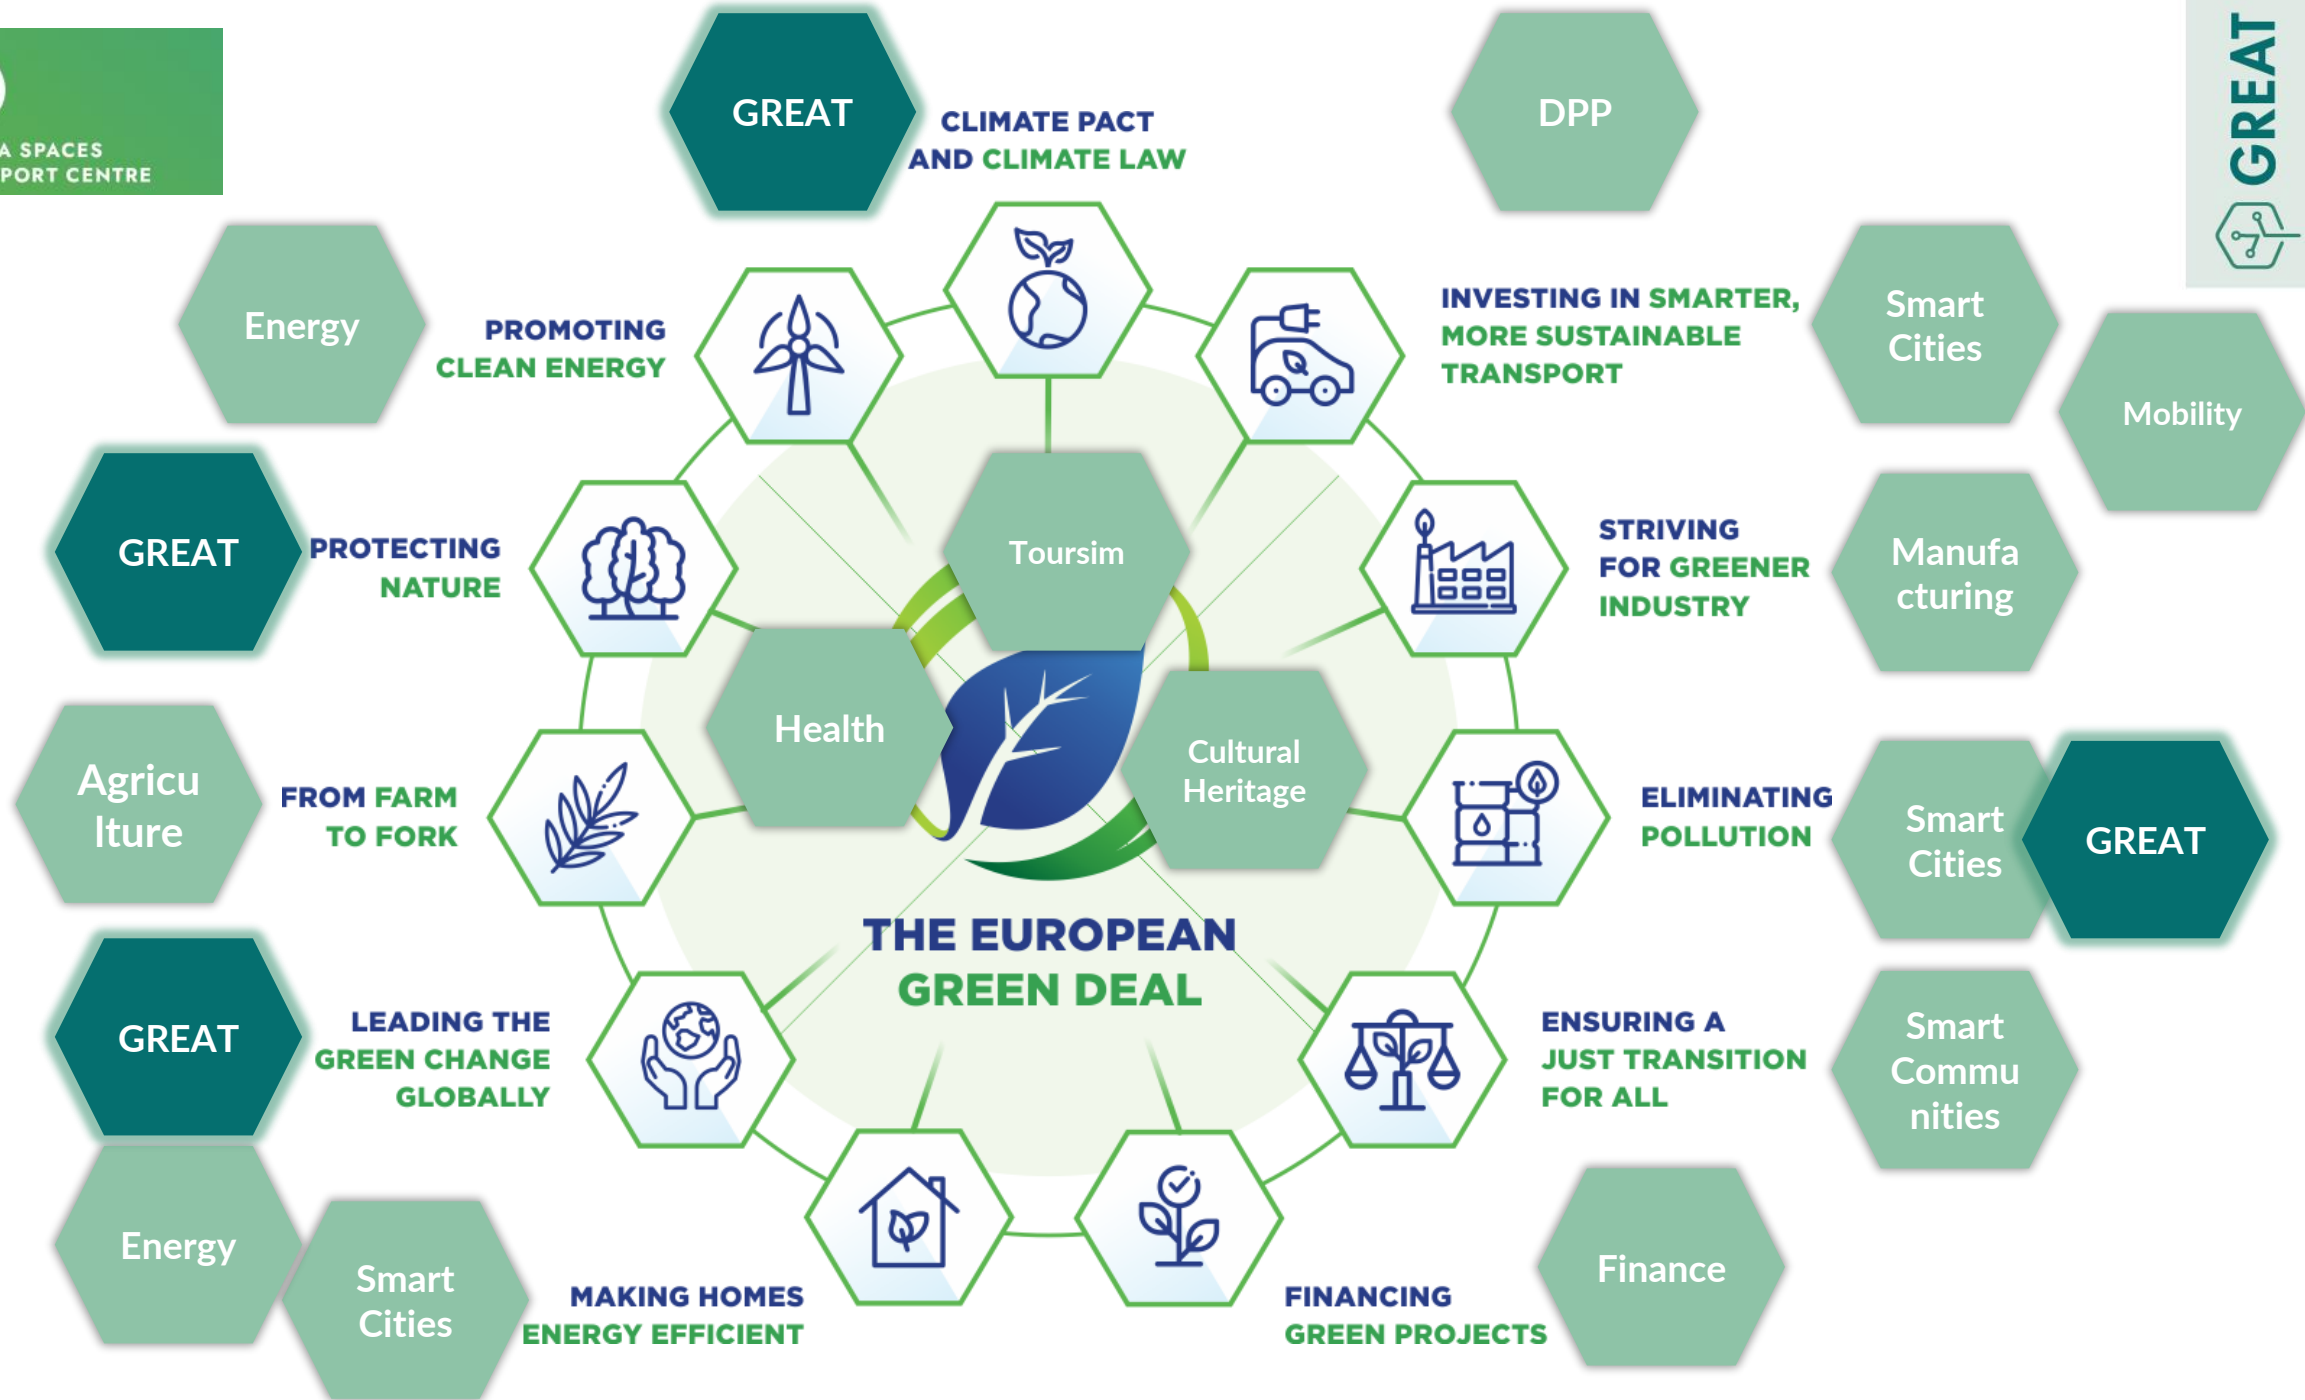 A SPACES
PORT CENTRE
GREAT
CLIMATE PACT
AND CLIMATE LAW
DPP
GREAT
Energy
PROMOTING
CLEAN ENERGY
INVESTING IN SMARTER,
MORE SUSTAINABLE
TRANSPORT
Smart
Cities
Mobility
GREAT
PROTECTING
NATURE
Toursim
STRIVING
FOR GREENER
INDUSTRY
Manufa
cturing
Agricu
lture
FROM FARM
TO FORK
Health
Cultural
Heritage
ELIMINATING
POLLUTION
Smart
Cities
GREAT
THE EUROPEAN
GREEN DEAL
GREAT
LEADING THE
GREEN CHANGE
GLOBALLY
ENSURING A
JUST TRANSITION
FOR ALL
Smart
Commu
nities
Energy
Smart
Cities
MAKING HOMES
ENERGY EFFICIENT
FINANCING
GREEN PROJECTS
Finance